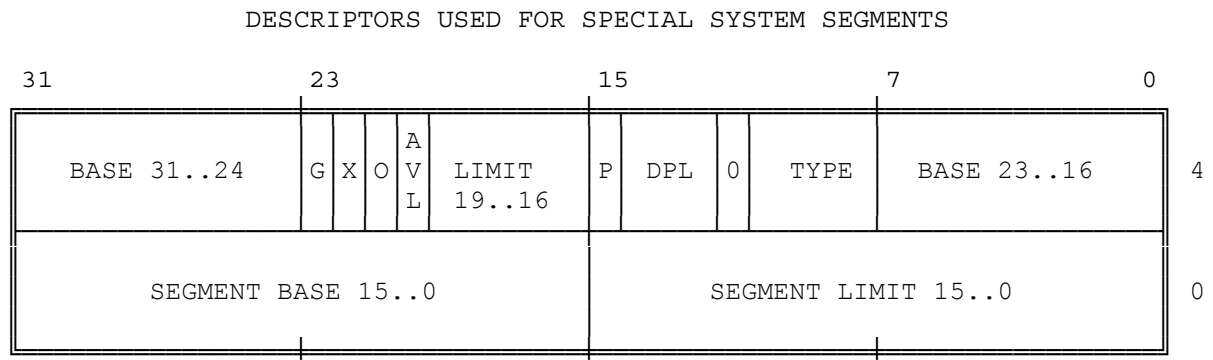 DESCRIPTORS USED FOR SPECIAL SYSTEM SEGMENTS
31 23 15 7 0
BASE 31..24 G X O AVL LIMIT 19..16 P DPL 0 TYPE BASE 23..16 4
SEGMENT BASE 15..0 SEGMENT LIMIT 15..0 0